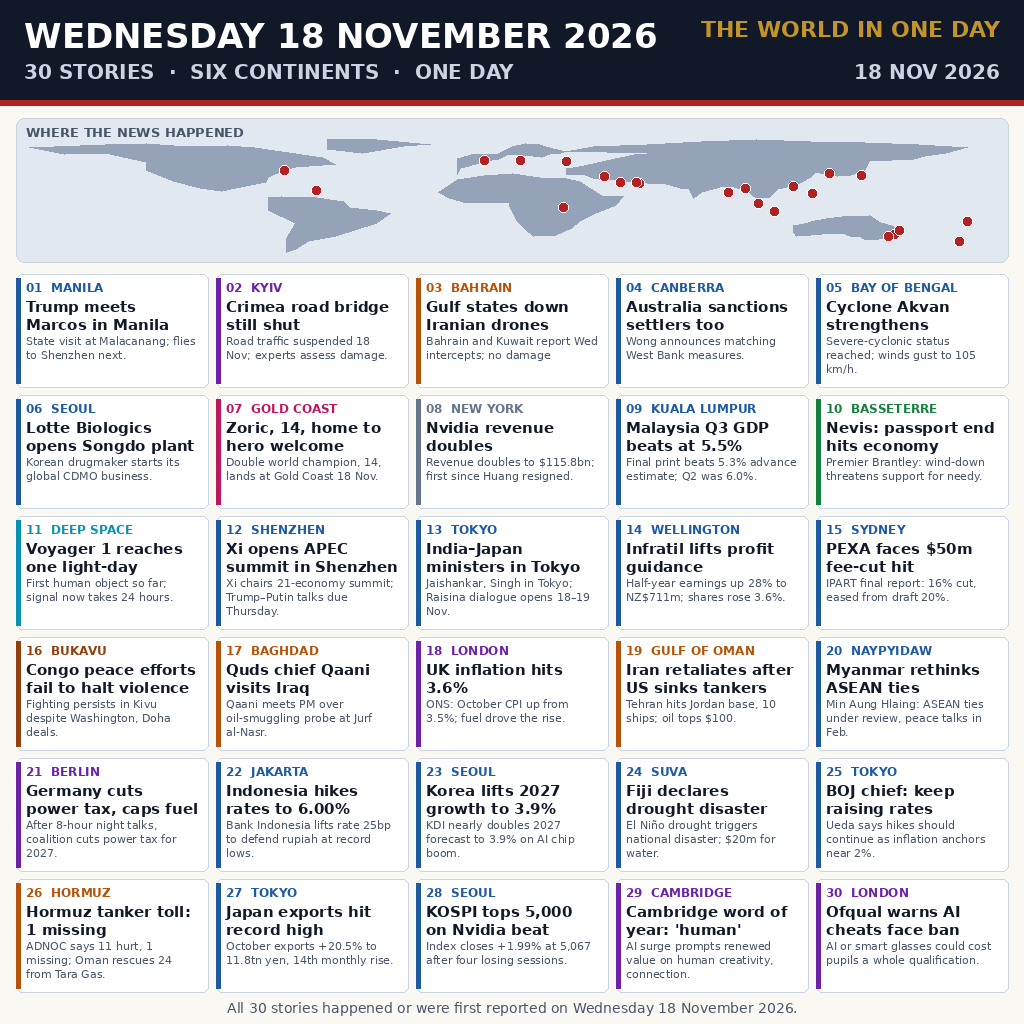 WEDNESDAY 18 NOVEMBER 2026
THE WORLD IN ONE DAY
30 STORIES · SIX CONTINENTS · ONE DAY
18 NOV 2026
WHERE THE NEWS HAPPENED
01 MANILA
Trump meets
Marcos in Manila
State visit at Malacanang; flies
to Shenzhen next.
02 KYIV
Crimea road bridge
still shut
Road traffic suspended 18
Nov; experts assess damage.
03 BAHRAIN
Gulf states down
Iranian drones
Bahrain and Kuwait report Wed
intercepts; no damage
04 CANBERRA
Australia sanctions
settlers too
Wong announces matching
West Bank measures.
05 BAY OF BENGAL
Cyclone Akvan
strengthens
Severe-cyclonic status
reached; winds gust to 105
km/h.
06 SEOUL
Lotte Biologics
opens Songdo plant
Korean drugmaker starts its
global CDMO business.
07 GOLD COAST
Zoric, 14, home to
hero welcome
Double world champion, 14,
lands at Gold Coast 18 Nov.
08 NEW YORK
Nvidia revenue
doubles
Revenue doubles to $115.8bn;
first since Huang resigned.
09 KUALA LUMPUR
Malaysia Q3 GDP
beats at 5.5%
Final print beats 5.3% advance
estimate; Q2 was 6.0%.
10 BASSETERRE
Nevis: passport end
hits economy
Premier Brantley: wind-down
threatens support for needy.
11 DEEP SPACE
Voyager 1 reaches
one light-day
First human object so far;
signal now takes 24 hours.
12 SHENZHEN
Xi opens APEC
summit in Shenzhen
Xi chairs 21-economy summit;
Trump–Putin talks due
Thursday.
13 TOKYO
India–Japan
ministers in Tokyo
Jaishankar, Singh in Tokyo;
Raisina dialogue opens 18–19
Nov.
14 WELLINGTON
Infratil lifts profit
guidance
Half-year earnings up 28% to
NZ$711m; shares rose 3.6%.
15 SYDNEY
PEXA faces $50m
fee-cut hit
IPART final report: 16% cut,
eased from draft 20%.
16 BUKAVU
Congo peace efforts
fail to halt violence
Fighting persists in Kivu
despite Washington, Doha
deals.
17 BAGHDAD
Quds chief Qaani
visits Iraq
Qaani meets PM over
oil-smuggling probe at Jurf
al-Nasr.
18 LONDON
UK inflation hits
3.6%
ONS: October CPI up from
3.5%; fuel drove the rise.
19 GULF OF OMAN
Iran retaliates after
US sinks tankers
Tehran hits Jordan base, 10
ships; oil tops $100.
20 NAYPYIDAW
Myanmar rethinks
ASEAN ties
Min Aung Hlaing: ASEAN ties
under review, peace talks in
Feb.
21 BERLIN
Germany cuts
power tax, caps fuel
After 8-hour night talks,
coalition cuts power tax for
2027.
22 JAKARTA
Indonesia hikes
rates to 6.00%
Bank Indonesia lifts rate 25bp
to defend rupiah at record
lows.
23 SEOUL
Korea lifts 2027
growth to 3.9%
KDI nearly doubles 2027
forecast to 3.9% on AI chip
boom.
24 SUVA
Fiji declares
drought disaster
El Niño drought triggers
national disaster; $20m for
water.
25 TOKYO
BOJ chief: keep
raising rates
Ueda says hikes should
continue as inflation anchors
near 2%.
26 HORMUZ
Hormuz tanker toll:
1 missing
ADNOC says 11 hurt, 1
missing; Oman rescues 24
from Tara Gas.
27 TOKYO
Japan exports hit
record high
October exports +20.5% to
11.8tn yen, 14th monthly rise.
28 SEOUL
KOSPI tops 5,000
on Nvidia beat
Index closes +1.99% at 5,067
after four losing sessions.
29 CAMBRIDGE
Cambridge word of
year: 'human'
AI surge prompts renewed
value on human creativity,
connection.
30 LONDON
Ofqual warns AI
cheats face ban
AI or smart glasses could cost
pupils a whole qualification.
All 30 stories happened or were first reported on Wednesday 18 November 2026.